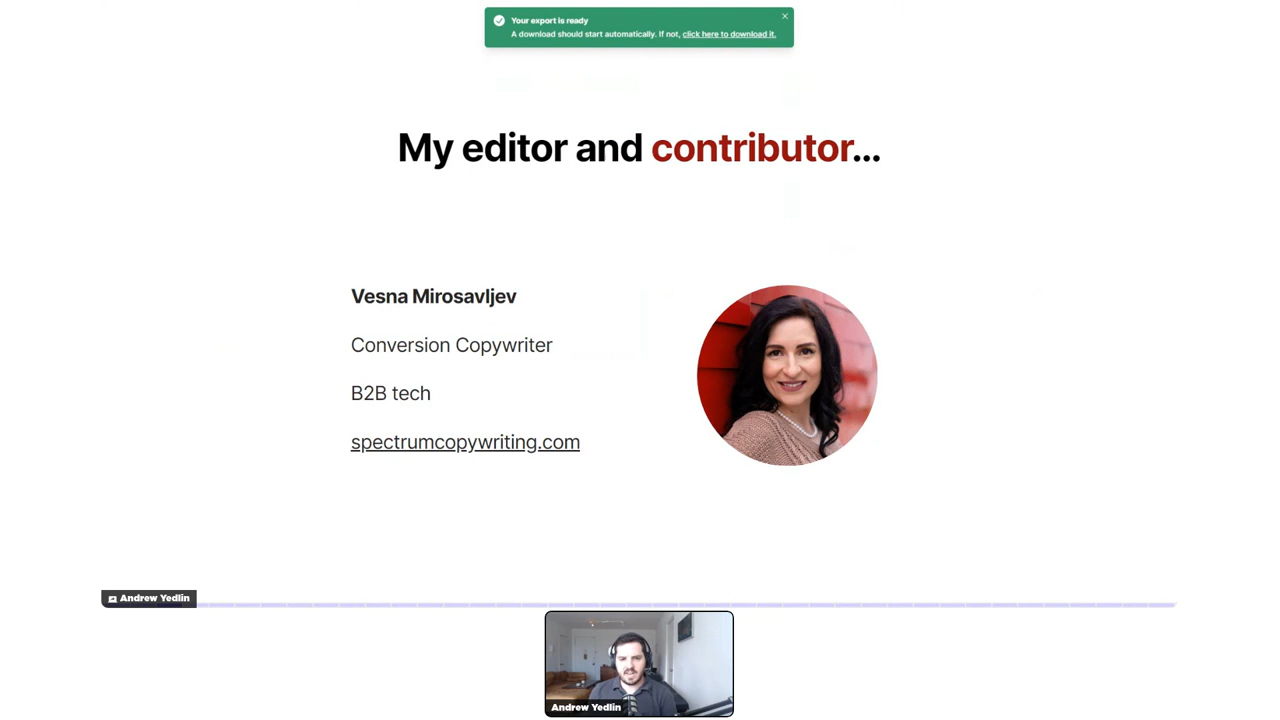 Your export is ready
A download should start automatically. If not, click here to download it.
My editor and contributor...
Vesna Mirosavljev
Conversion Copywriter
B2B tech
spectrumcopywriting.com
Andrew Yedlin
Andrew Yedlin